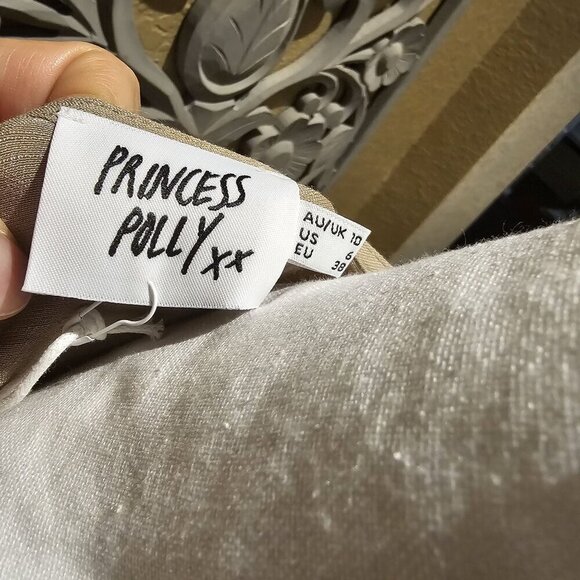 PRINCESS
POLLY xx
AU/UK 10
US 6
EU 38